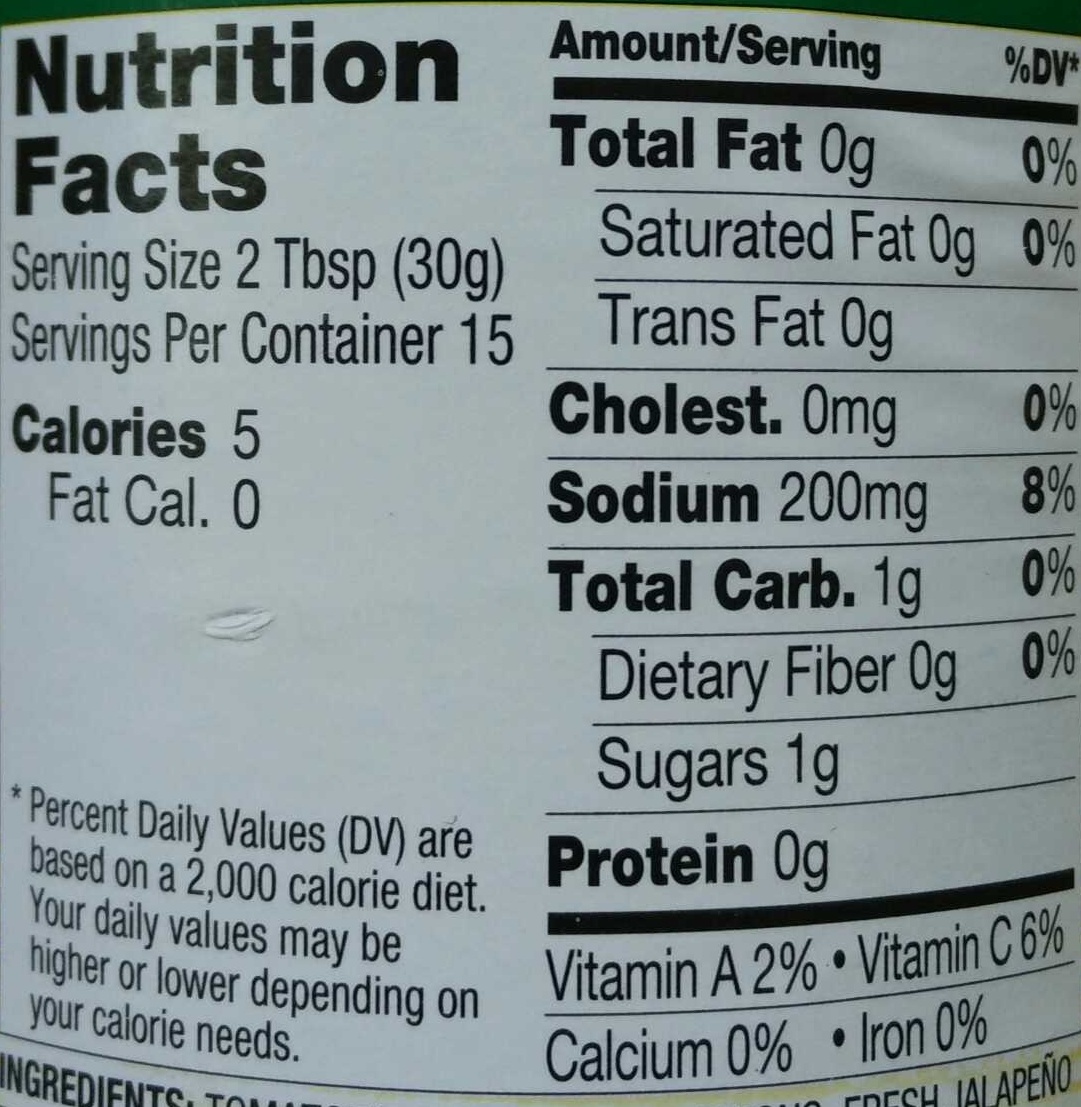 Nutrition
Facts
Serving Size 2 Tbsp (30g)
Servings Per Container 15
Calories 5
Fat Cal. 0
* Percent Daily Values (DV) are
based on a 2,000 calorie diet.
Your daily values may be
higher or lower depending on
your calorie needs.
Amount/Serving %DV*
Total Fat 0g 0%
Saturated Fat 0g 0%
Trans Fat 0g
Cholest. 0mg 0%
Sodium 200mg 8%
Total Carb. 1g 0%
Dietary Fiber 0g 0%
Sugars 1g
Protein 0g
Vitamin A 2% • Vitamin C 6%
Calcium 0% • Iron 0%
INGREDIENTS: FRESH JALAPEÑO